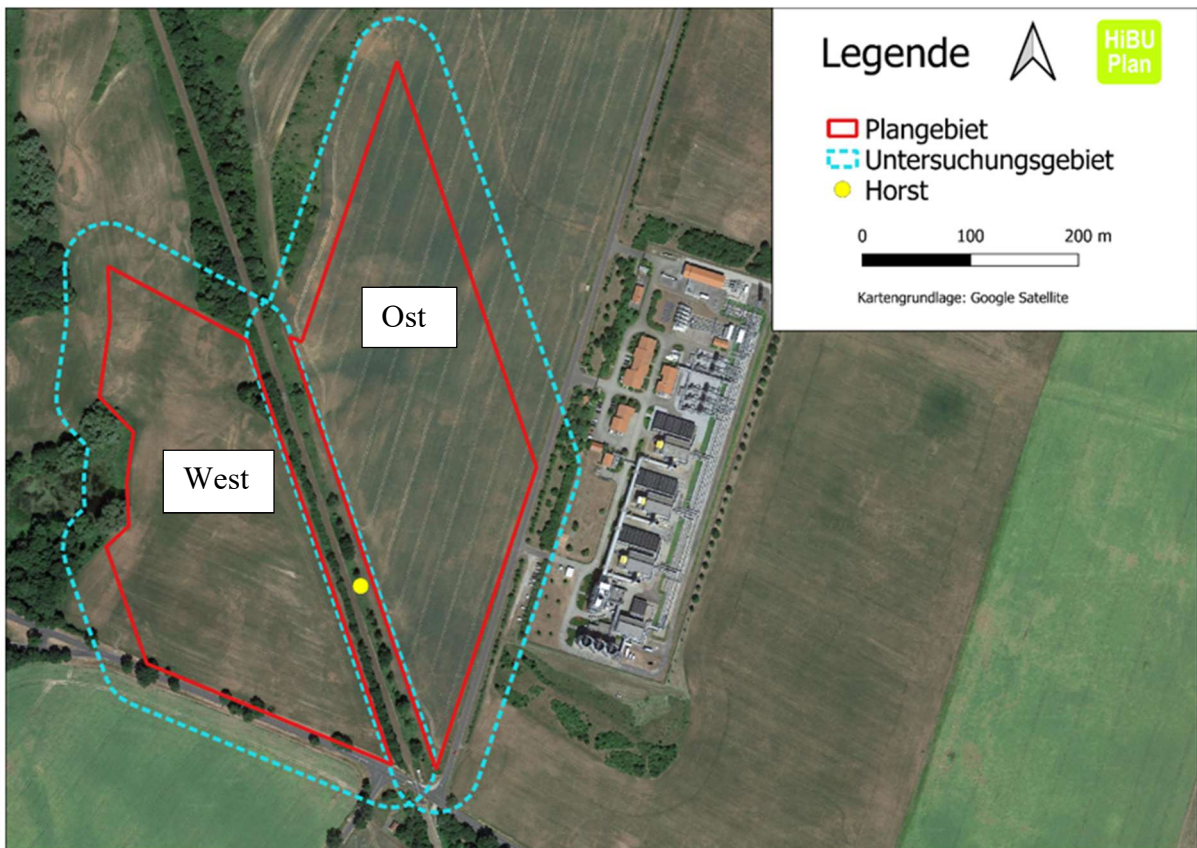 Legende
HiBU
Plan
Plangebiet
Untersuchungsgebiet
Horst
0 100 200 m
Kartengrundlage: Google Satellite
Ost
West